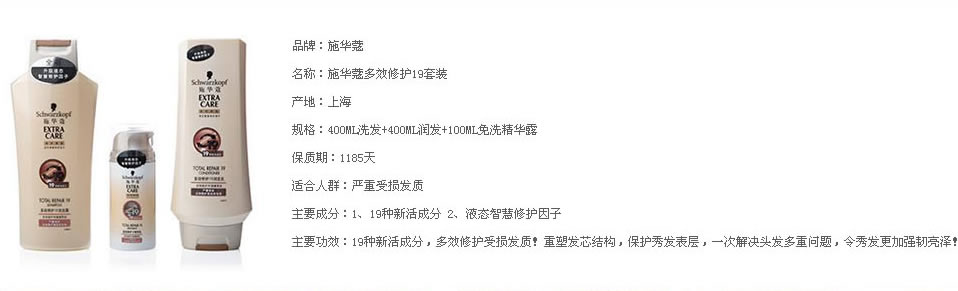 品牌：施华蔻
名称：施华蔻多效修护19套装
产地：上海
规格：400ML洗发+400ML润发+100ML免洗精华露
保质期：1185天
适合人群：严重受损发质
主要成分：1、19种新活成分 2、液态智慧修护因子
主要功效：19种新活成分，多效修护受损发质！重塑发芯结构，保护秀发表层，一次解决头发多重问题，令秀发更加强韧亮泽！
Schwarzkopf
施华蔻
EXTRA
CARE
19
TOTAL REPAIR 19
SHAMPOO
Schwarzkopf
施华蔻
EXTRA
CARE
19
TOTAL REPAIR 19
Schwarzkopf
施华蔻
EXTRA
CARE
19
TOTAL REPAIR 19
CONDITIONER